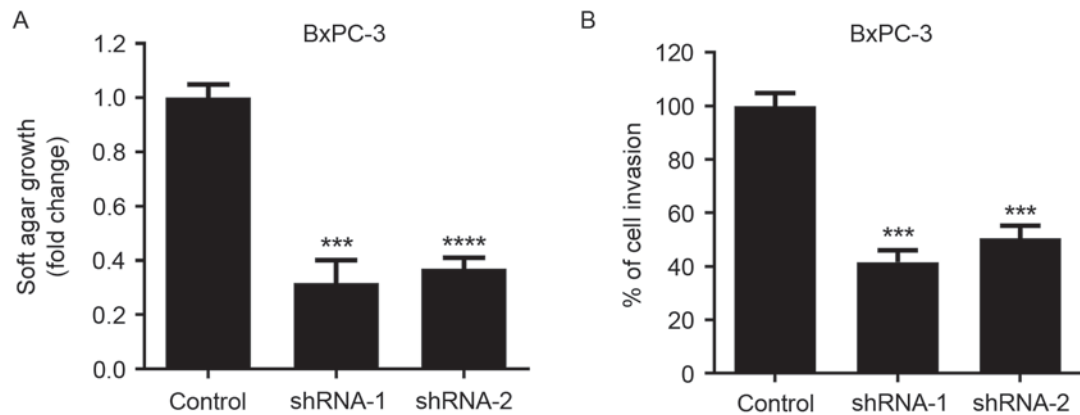 A
BxPC-3
Soft agar growth
(fold change)
1.2
1.0
0.8
0.6
0.4
0.2
0.0
***
****
Control
shRNA-1
shRNA-2
B
BxPC-3
% of cell invasion
120
100
80
60
40
20
0
***
***
Control
shRNA-1
shRNA-2